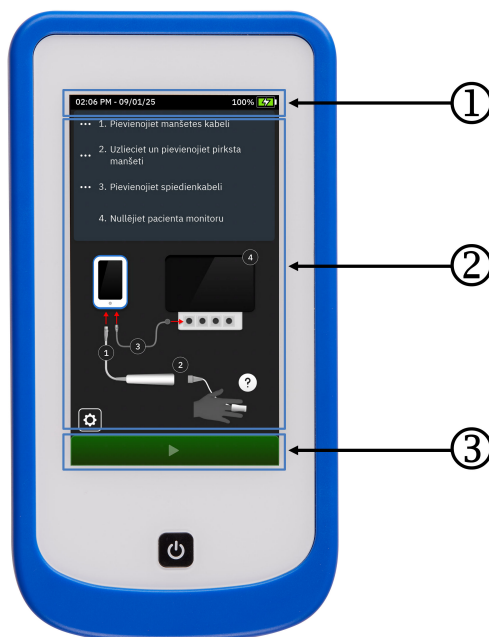 02:06 PM - 09/01/25 100%
1
... 1. Pievienojiet manšetes kabeli
... 2. Uzlieciet un pievienojiet pirksta
manšeti
... 3. Pievienojiet spiedienkabeli
4. Nullējiet pacienta monitoru
4
2
3
1
2
?
3